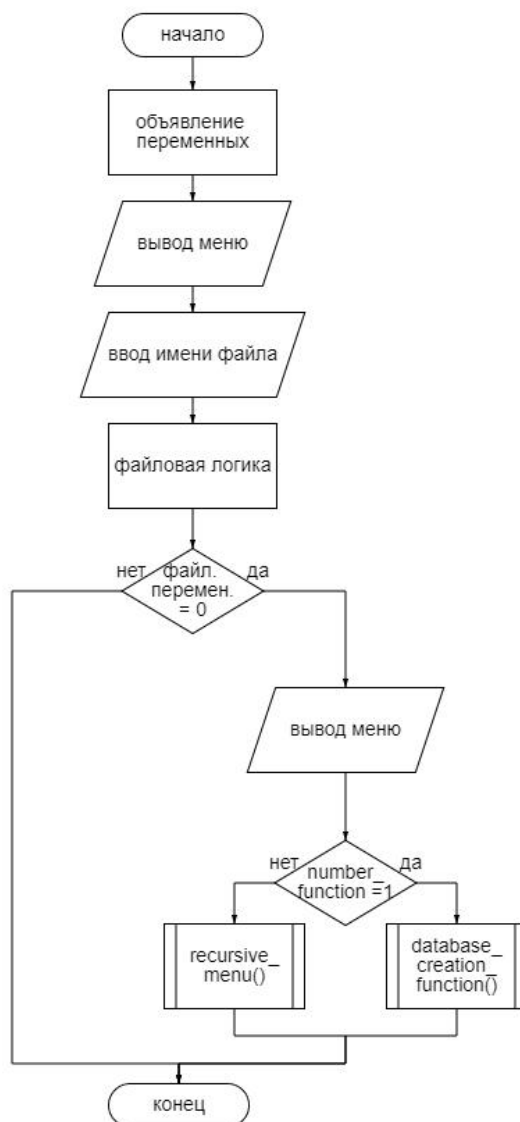 начало
объявление
переменных
вывод меню
ввод имени файла
файловая логика
нет
файл.
да
перемен.
= 0
вывод меню
нет
number_
да
function =1
recursive_
menu()
database_
creation_
function()
конец